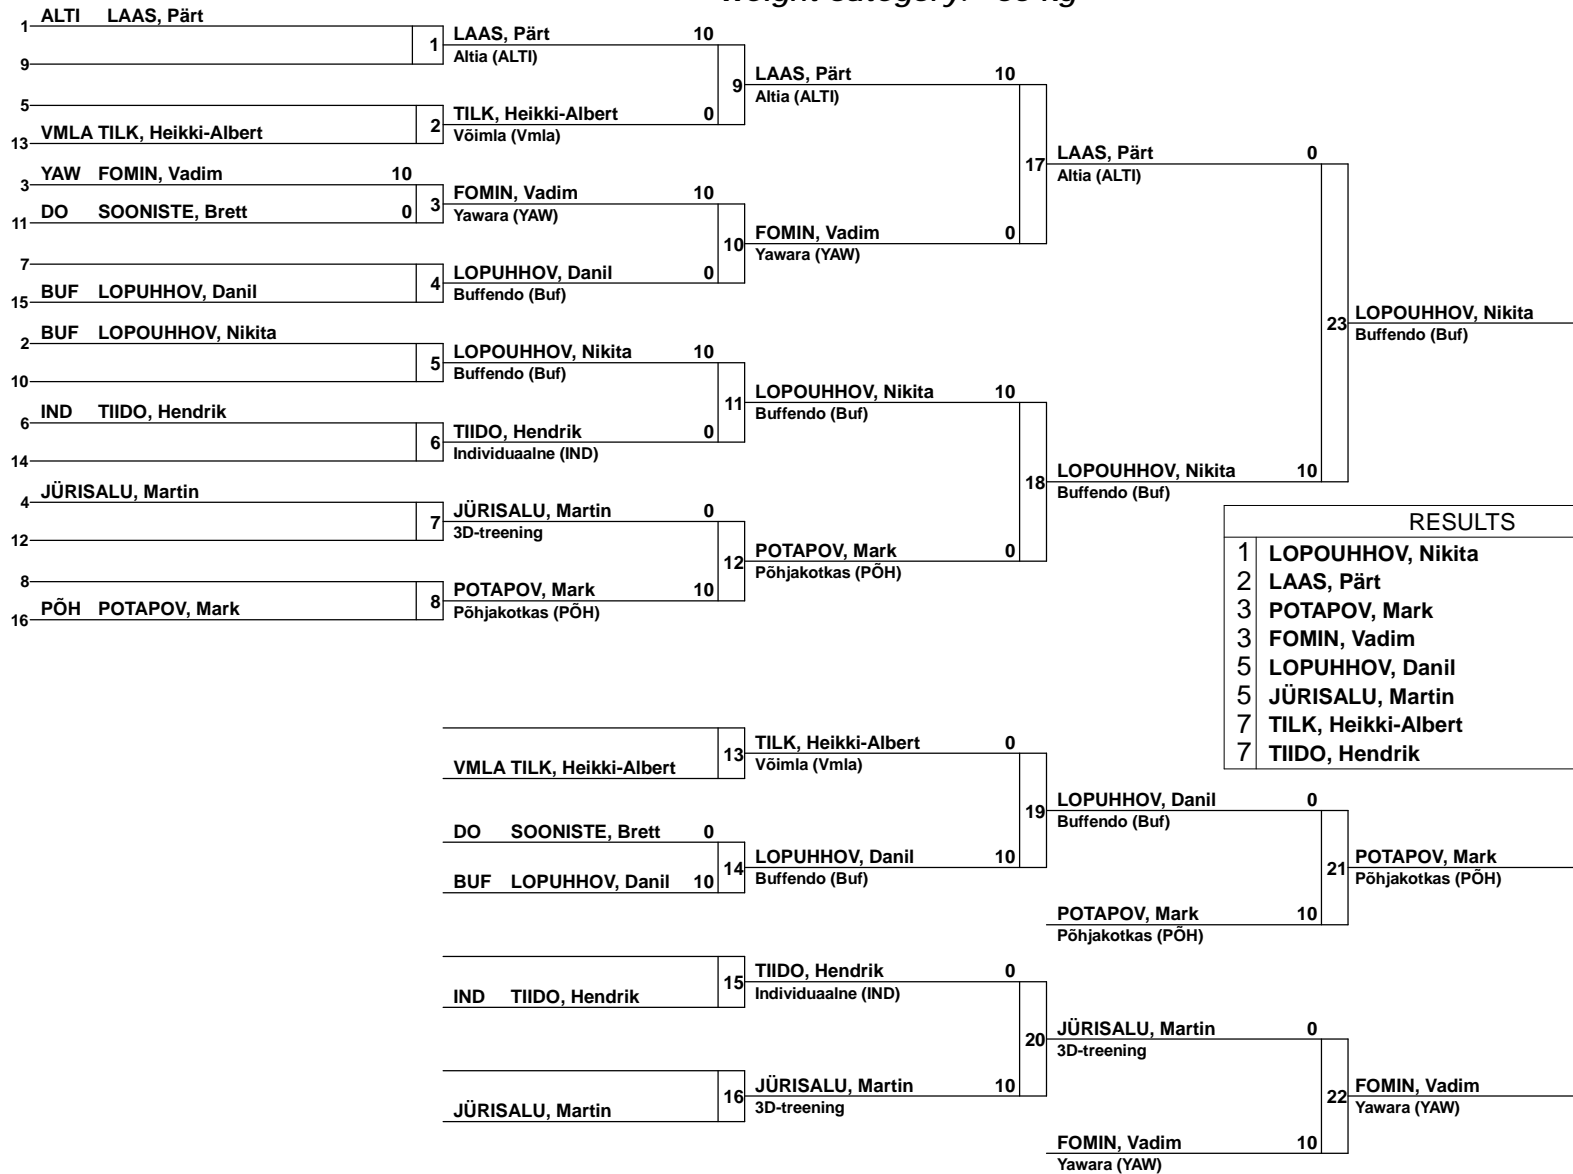 1 ALTI LAAS, Pärt
9
1 LAAS, Pärt 10
Altia (ALTI)
5
13 VMLA TILK, Heikki-Albert
2 TILK, Heikki-Albert 0
Võimla (Vmla)
9 LAAS, Pärt 10
Altia (ALTI)
3 YAW FOMIN, Vadim 10
11 DO SOONISTE, Brett 0
3 FOMIN, Vadim 10
Yawara (YAW)
7
15 BUF LOPUHHOV, Danil
4 LOPUHHOV, Danil 0
Buffendo (Buf)
10 FOMIN, Vadim 0
Yawara (YAW)
17 LAAS, Pärt 0
Altia (ALTI)
2 BUF LOPOUHHOV, Nikita
10
5 LOPOUHHOV, Nikita 10
Buffendo (Buf)
6 IND TIIDO, Hendrik
14
6 TIIDO, Hendrik 0
Individuaalne (IND)
11 LOPOUHHOV, Nikita 10
Buffendo (Buf)
4 JÜRISALU, Martin
12
7 JÜRISALU, Martin 0
3D-treening
8
16 PÕH POTAPOV, Mark
8 POTAPOV, Mark 10
Põhjakotkas (PÕH)
12 POTAPOV, Mark 0
Põhjakotkas (PÕH)
18 LOPOUHHOV, Nikita 10
Buffendo (Buf)
23 LOPOUHHOV, Nikita
Buffendo (Buf)
RESULTS
1 LOPOUHHOV, Nikita
2 LAAS, Pärt
3 POTAPOV, Mark
3 FOMIN, Vadim
5 LOPUHHOV, Danil
5 JÜRISALU, Martin
7 TILK, Heikki-Albert
7 TIIDO, Hendrik
VMLA TILK, Heikki-Albert
13 TILK, Heikki-Albert 0
Võimla (Vmla)
DO SOONISTE, Brett 0
BUF LOPUHHOV, Danil 10
14 LOPUHHOV, Danil 10
Buffendo (Buf)
19 LOPUHHOV, Danil 0
Buffendo (Buf)
POTAPOV, Mark 10
Põhjakotkas (PÕH)
21 POTAPOV, Mark
Põhjakotkas (PÕH)
IND TIIDO, Hendrik
15 TIIDO, Hendrik 0
Individuaalne (IND)
JÜRISALU, Martin
16 JÜRISALU, Martin 10
3D-treening
20 JÜRISALU, Martin 0
3D-treening
FOMIN, Vadim 10
Yawara (YAW)
22 FOMIN, Vadim
Yawara (YAW)